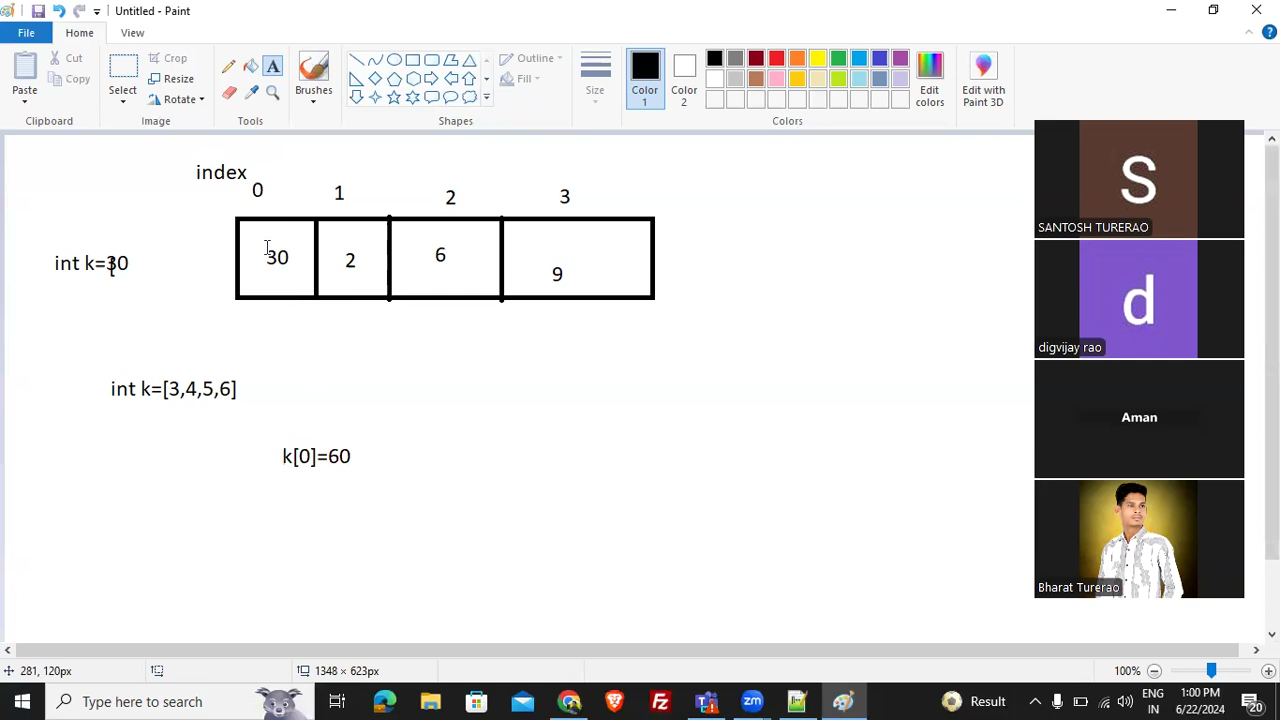 Untitled - Paint
File
Home
View
Paste
Cut
Copy
Clipboard
Select
Crop
Resize
Rotate
Image
A
Tools
Brushes
Outline
Fill
Shapes
Size
Color 1
Color 2
Edit colors
Colors
Edit with Paint 3D
index
0
1
2
3
int k=30
30
2
6
9
int k=[3,4,5,6]
k[0]=60
S
SANTOSH TURERAO
d
digvijay rao
Aman
Bharat Turerao
281, 120px
1348 × 623px
100%
Type here to search
zm
Result
ENG
IN
1:00 PM
6/22/2024
20